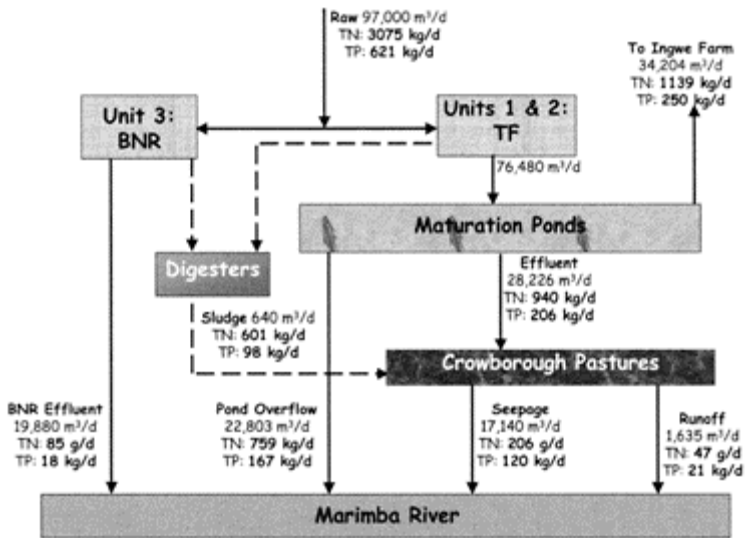 Raw 97,000 m³/d
TN: 3075 kg/d
TP: 621 kg/d
To Ingwe Farm
34,204 m³/d
TN: 1139 kg/d
TP: 250 kg/d
Unit 3:
BNR
Units 1 & 2:
TF
76,480 m³/d
Maturation Ponds
Digesters
Effluent
28,226 m³/d
TN: 940 kg/d
TP: 206 kg/d
Sludge 640 m³/d
TN: 601 kg/d
TP: 98 kg/d
Crowborough Pastures
BNR Effluent
19,880 m³/d
TN: 85 g/d
TP: 18 kg/d
Pond Overflow
22,803 m³/d
TN: 759 kg/d
TP: 167 kg/d
Seepage
17,140 m³/d
TN: 206 g/d
TP: 120 kg/d
Runoff
1,635 m³/d
TN: 47 g/d
TP: 21 kg/d
Marimba River